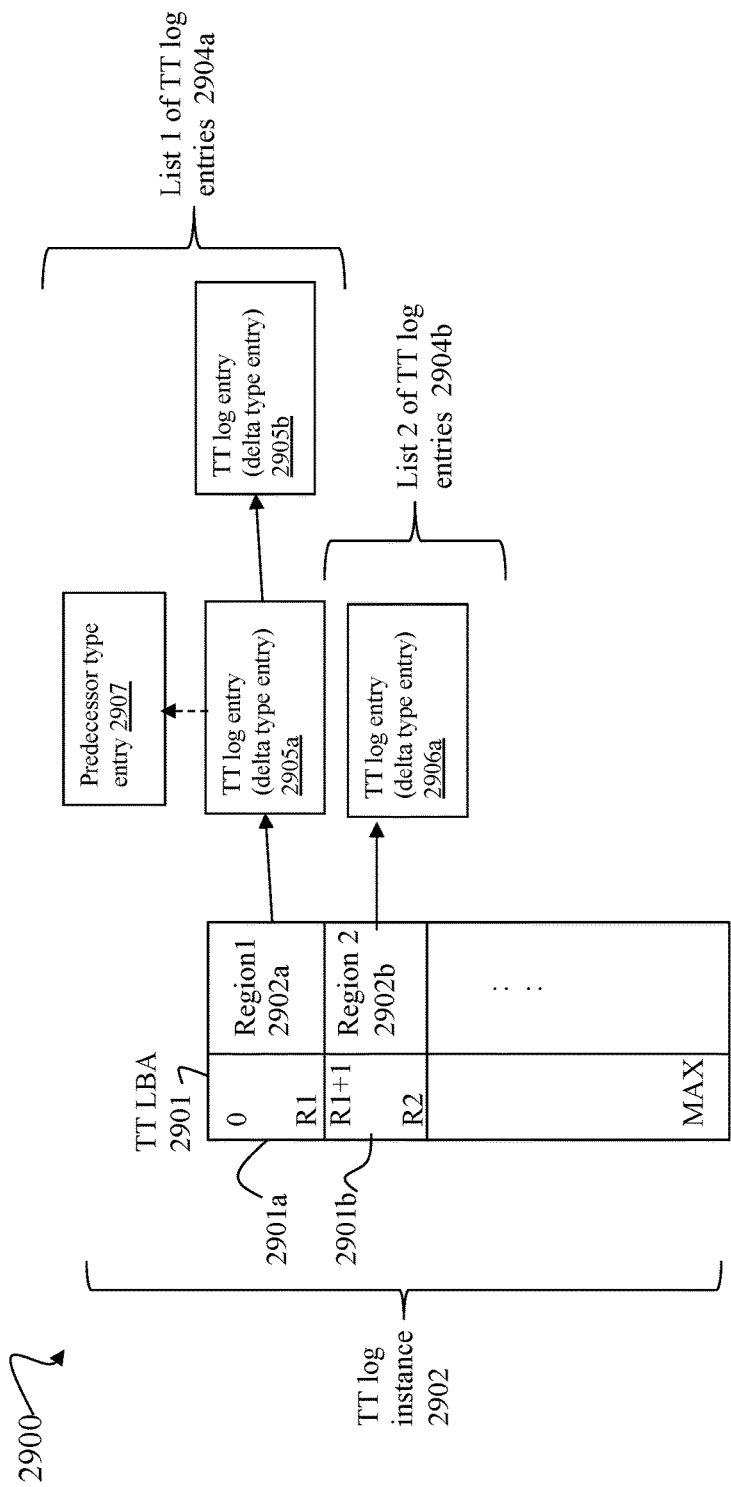 2900
TT log
instance
2902
TT LBA
2901
2901a
2901b
0
R1
R1+1
R2
MAX
Region1
2902a
Region 2
2902b
: :
Predecessor type
entry 2907
TT log entry
(delta type entry)
2905a
TT log entry
(delta type entry)
2905b
TT log entry
(delta type entry)
2906a
List 1 of TT log
entries 2904a
List 2 of TT log
entries 2904b